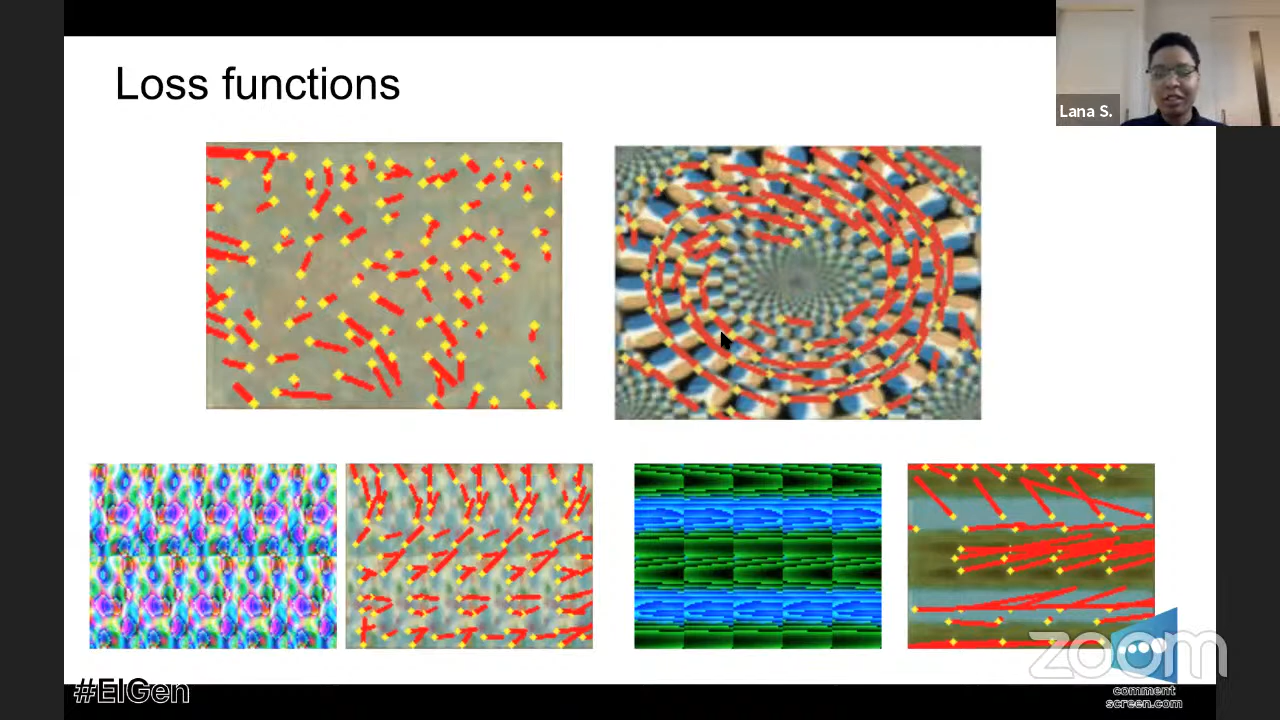 Loss functions
Lana S.
zoom
#EIGen
comment
screen.com